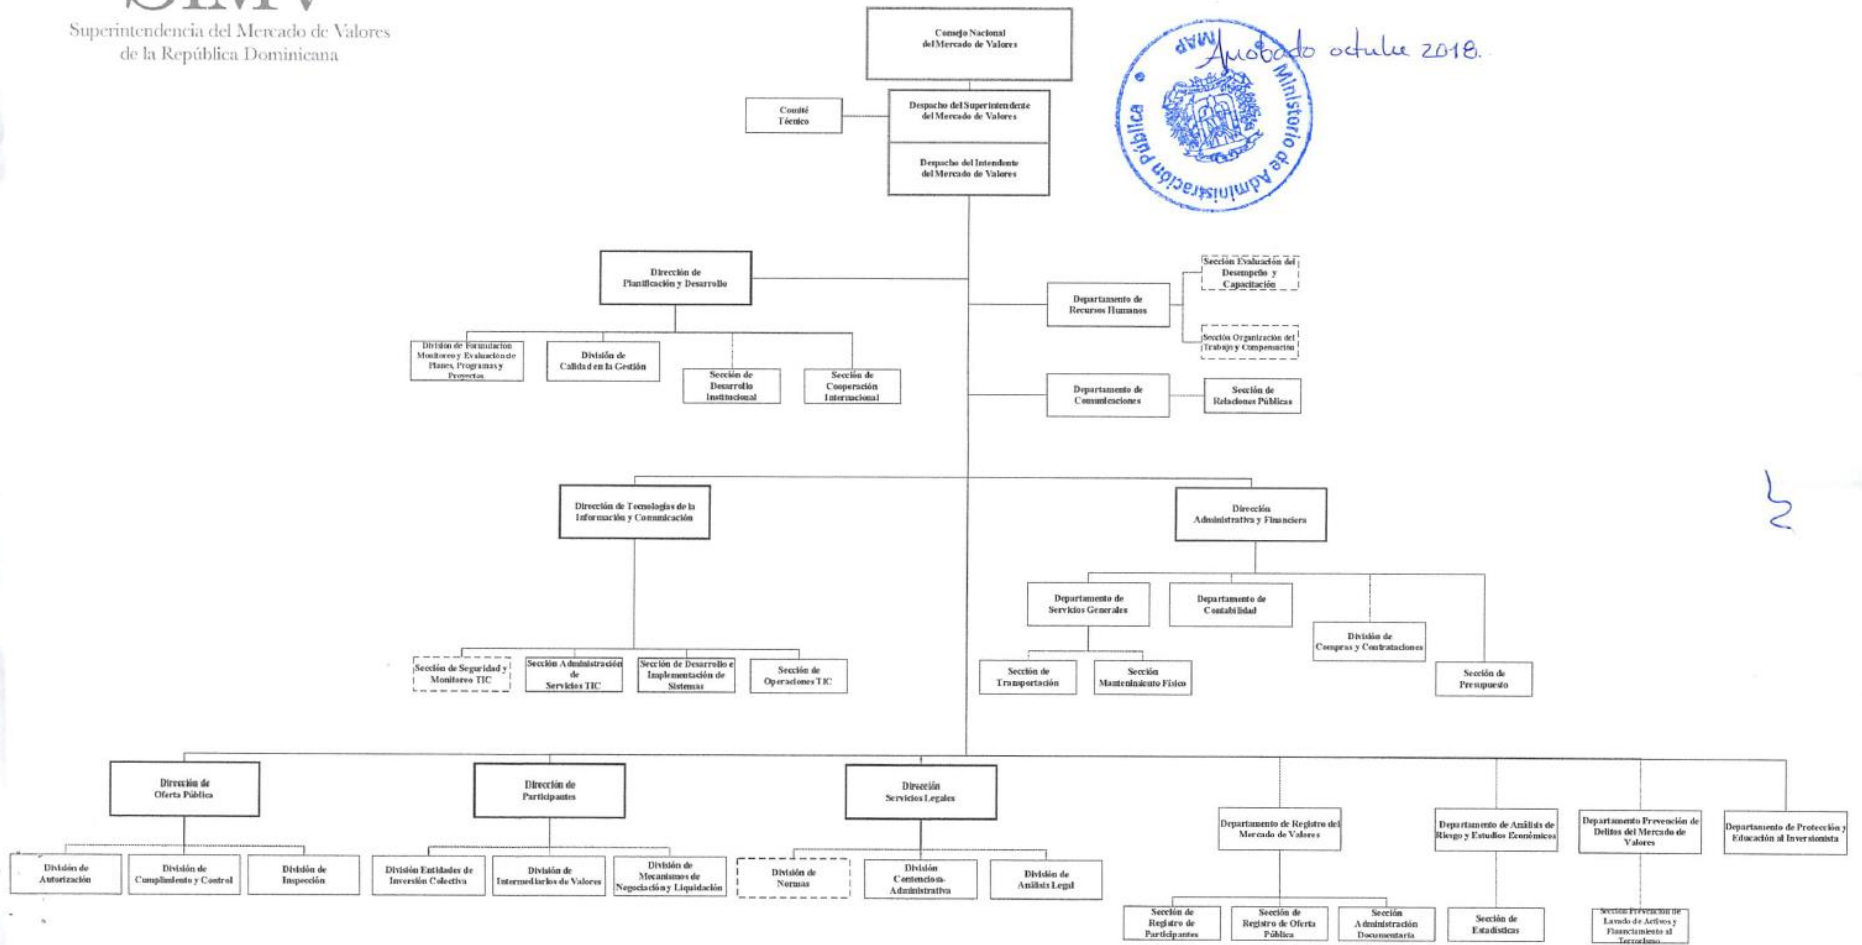 SIMV
Superintendencia del Mercado de Valores
de la República Dominicana
Consejo Nacional
del Mercado de Valores
Aprobado octubre 2018.
Ministerio de Administración Pública
MAP
Comité
Técnico
Despacho del Superintendente
del Mercado de Valores
Despacho del Intendente
del Mercado de Valores
Dirección de
Planificación y Desarrollo
Sección Evaluación del
Desempeño y
Capacitación
Departamento de
Recursos Humanos
Sección Organización del
Trabajo y Compensación
División de Formulación
Monitoreo y Evaluación de
Planes, Programas y
Proyectos
División de
Calidad en la Gestión
Sección de
Desarrollo
Institucional
Sección de
Cooperación
Internacional
Departamento de
Comunicaciones
Sección de
Relaciones Públicas
Dirección de Tecnologías de la
Información y Comunicación
Dirección
Administrativa y Financiera
Departamento de
Servicios Generales
Departamento de
Contabilidad
División de
Compras y Contrataciones
Sección de
Presupuesto
Sección de Seguridad y
Monitoreo TIC
Sección Administración
de
Servicios TIC
Sección de Desarrollo e
Implementación de
Sistemas
Sección de
Operaciones TIC
Sección de
Transportación
Sección
Mantenimiento Físico
Dirección de
Oferta Pública
Dirección de
Participantes
Dirección
Servicios Legales
Departamento de Registro del
Mercado de Valores
Departamento de Análisis de
Riesgo y Estudios Económicos
Departamento Prevención de
Delitos del Mercado de
Valores
Departamento de Protección y
Educación al Inversionista
División de
Autorización
División de
Cumplimiento y Control
División de
Inspección
División Entidades de
Inversión Colectiva
División de
Intermediarios de Valores
División de
Mecanismos de
Negociación y Liquidación
División de
Normas
División
Contenciosa-
Administrativa
División de
Análisis Legal
Sección de
Registro de
Participantes
Sección de
Registro de Oferta
Pública
Sección
Administración
Documentaria
Sección de
Estadísticas
Sección Prevención de
Lavado de Activos y
Financiamiento al
Terrorismo